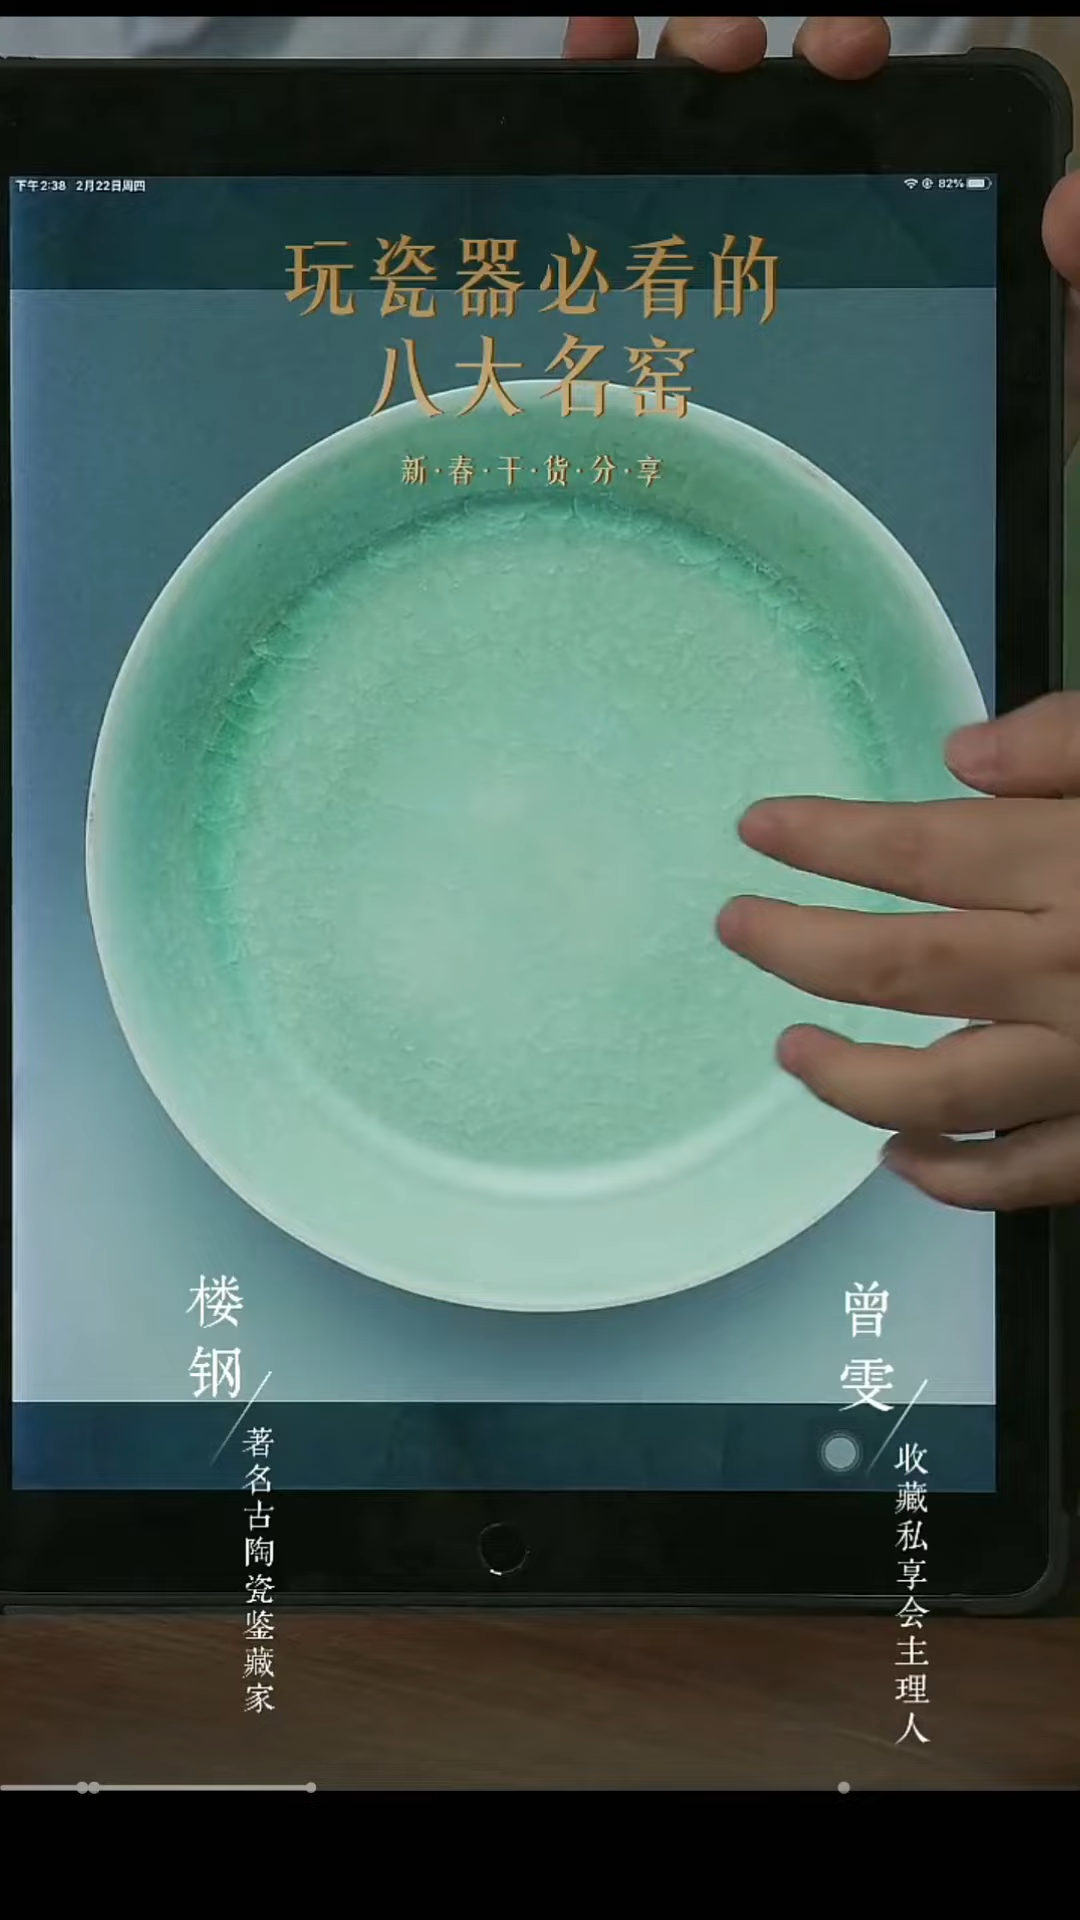 下午2:38 2月22日周四
82%
玩瓷器必看的
八大名窑
新·春·干·货·分·享
楼钢
著名古陶瓷鉴藏家
曾雯
收藏私享会主理人